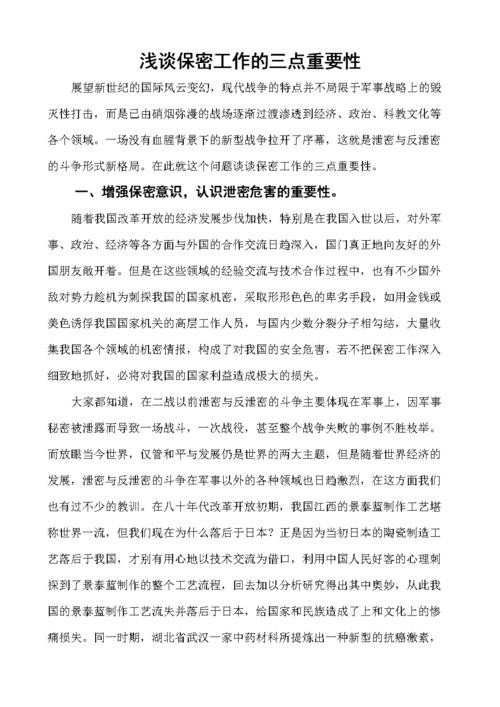 浅谈保密工作的三点重要性
展望新世纪的国际风云变幻，现代战争的特点并不局限于军事战略上的毁
灭性打击，而是已由硝烟弥漫的战场逐渐过渡渗透到经济、政治、科教文化等
各个领域。一场没有血腥背景下的新型战争拉开了序幕，这就是泄密与反泄密
的斗争形式新格局。在此就这个问题谈谈保密工作的三点重要性。
一、增强保密意识，认识泄密危害的重要性。
随着我国改革开放的经济发展步伐加快，特别是在我国入世以后，对外军
事、政治、经济等各方面与外国的合作交流日趋深入，国门真正地向友好的外
国朋友敞开着。但是在这些领域的经验交流与技术合作过程中，也有不少国外
敌对势力趁机为刺探我国的国家机密，采取形形色色的卑劣手段，如用金钱或
美色诱俘我国国家机关的高层工作人员，与国内少数分裂分子相勾结，大量收
集我国各个领域的机密情报，构成了对我国的安全危害，若不把保密工作深入
细致地抓好，必将对我国的国家利益造成极大的损失。
大家都知道，在二战以前泄密与反泄密的斗争主要体现在军事上，因军事
秘密被泄露而导致一场战斗，一次战役，甚至整个战争失败的事例不胜枚举。
而放眼当今世界，仅管和平与发展仍是世界的两大主题，但是随着世界经济的
发展，泄密与反泄密的斗争在军事以外的各种领域也日趋激烈，在这方面我们
也有过不少的教训。在八十年代改革开放初期，我国江西的景泰蓝制作工艺堪
称世界一流，但我们现在为什么落后于日本？正是因为当初日本的陶瓷制造工
艺落后于我国，才别有用心地以技术交流为借口，利用中国人民好客的心理刺
探到了景泰蓝制作的整个工艺流程，回去加以分析研究得出其中奥妙，从此我
国的景泰蓝制作工艺流失并落后于日本，给国家和民族造成了上和文化上的惨
痛损失。同一时期，湖北省武汉一家中药材科所提炼出一种新型的抗癌激素，